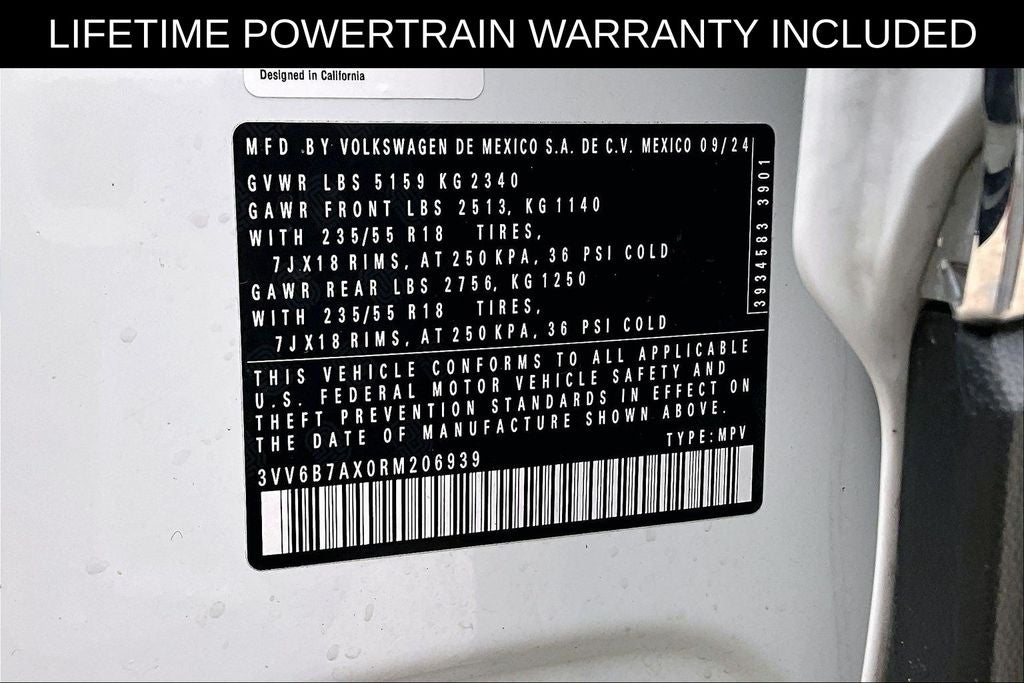 LIFETIME POWERTRAIN WARRANTY INCLUDED
Designed in California
MFD BY VOLKSWAGEN DE MEXICO S.A. DE C.V. MEXICO 09/24
GVWR LBS 5159 KG 2340
GAWR FRONT LBS 2513, KG 1140
WITH 235/55 R18 TIRES,
7JX18 RIMS, AT 250 KPA, 36 PSI COLD
GAWR REAR LBS 2756, KG 1250
WITH 235/55 R18 TIRES,
7JX18 RIMS, AT 250 KPA, 36 PSI COLD
3934583 3901
THIS VEHICLE CONFORMS TO ALL APPLICABLE
U.S. FEDERAL MOTOR VEHICLE SAFETY AND
THEFT PREVENTION STANDARDS IN EFFECT ON
THE DATE OF MANUFACTURE SHOWN ABOVE.
TYPE: MPV
3VV6B7AX0RM206939